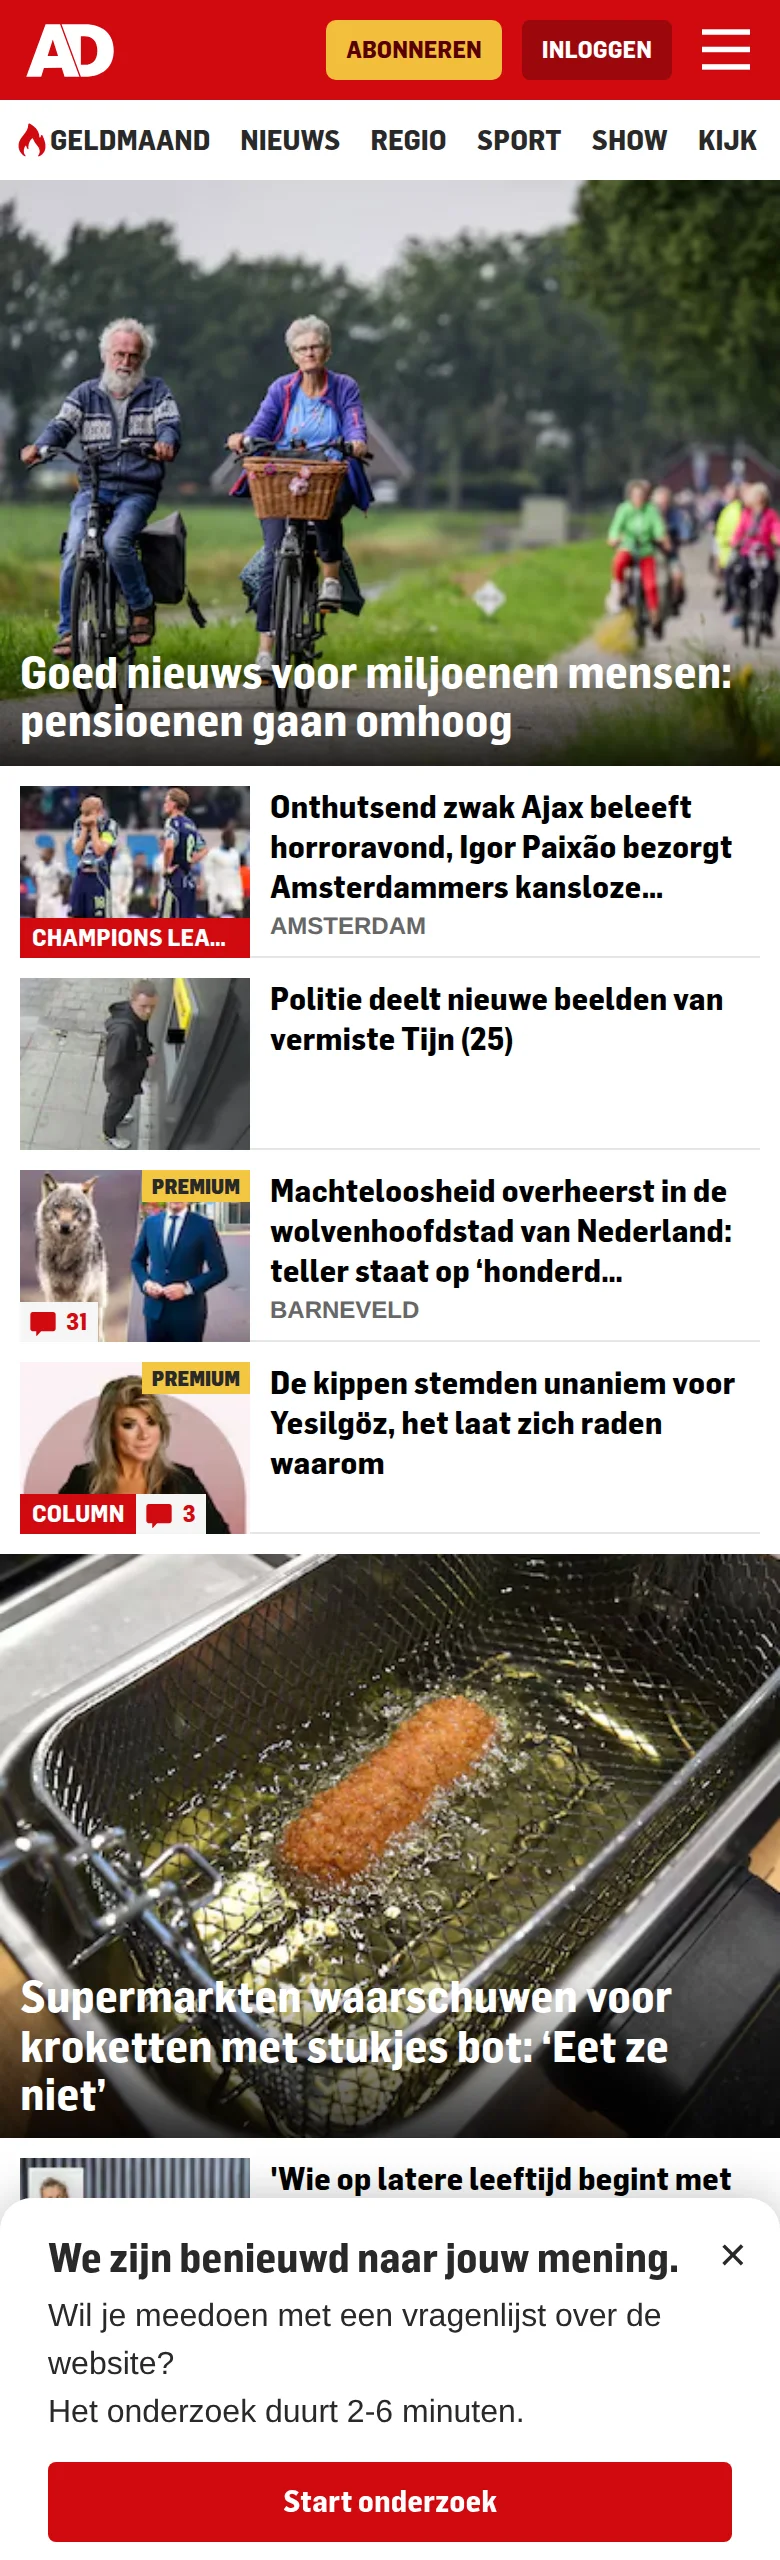 AD
ABONNEREN
INLOGGEN
GELDMAAND NIEUWS REGIO SPORT SHOW KIJK
Goed nieuws voor miljoenen mensen:
pensioenen gaan omhoog
CHAMPIONS LEA...
Onthutsend zwak Ajax beleeft
horroravond, Igor Paixão bezorgt
Amsterdammers kansloze...
AMSTERDAM
Politie deelt nieuwe beelden van
vermiste Tijn (25)
PREMIUM
31
Machteloosheid overheerst in de
wolvenhoofdstad van Nederland:
teller staat op ‘honderd...
BARNEVELD
PREMIUM
COLUMN
3
De kippen stemden unaniem voor
Yesilgöz, het laat zich raden
waarom
Supermarkten waarschuwen voor
kroketten met stukjes bot: ‘Eet ze
niet’
'Wie op latere leeftijd begint met
We zijn benieuwd naar jouw mening.
Wil je meedoen met een vragenlijst over de
website?
Het onderzoek duurt 2-6 minuten.
Start onderzoek